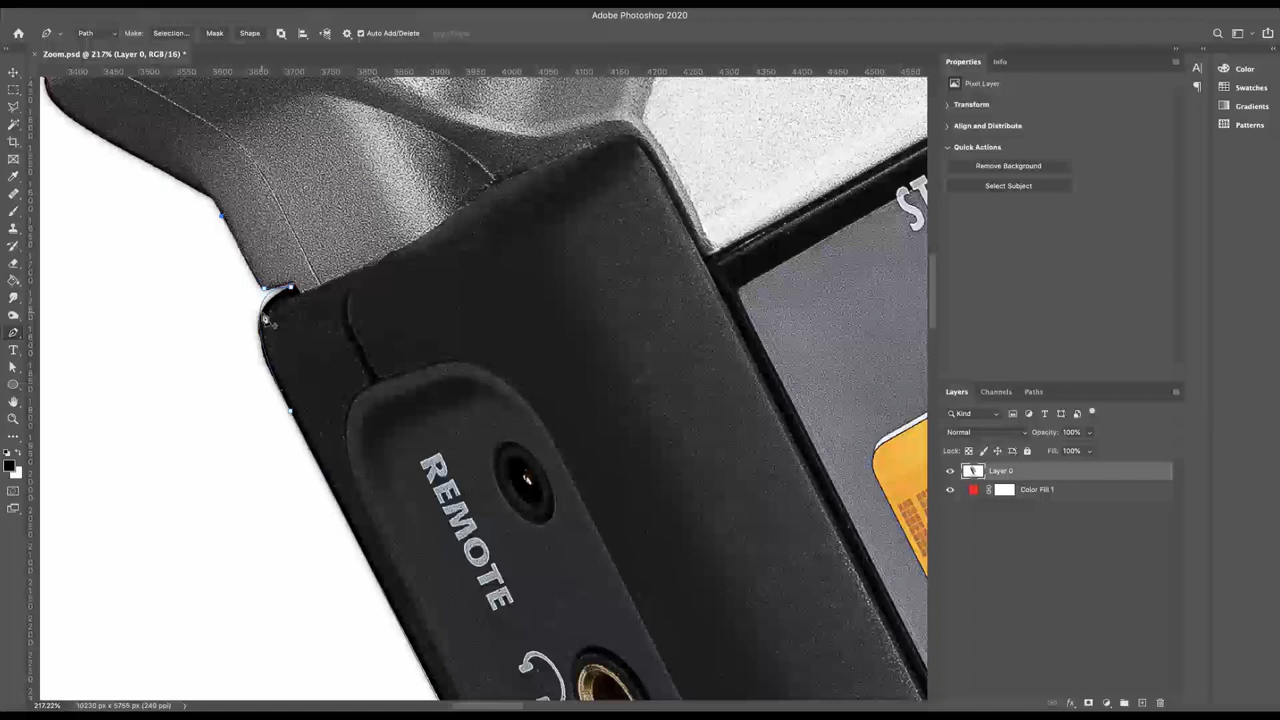 Adobe Photoshop 2020
Path
Make:
Selection...
Mask
Shape
Auto Add/Delete
Zoom.psd @ 217% (Layer 0, RGB/16) *
3400 3450 3500 3550 3600 3650 3700 3750 3800 3850 3900 3950 4000 4050 4100 4150 4200 4250 4300 4350 4400 4450 4500 4550
Properties
Info
Pixel Layer
Transform
Align and Distribute
Quick Actions
Remove Background
Select Subject
Color
Swatches
Gradients
Patterns
ST
REMOTE
Layers
Channels
Paths
Kind
Normal
Opacity: 100%
Lock:
Fill: 100%
Layer 0
Color Fill 1
217.22%
10230 px x 5755 px (240 ppi)